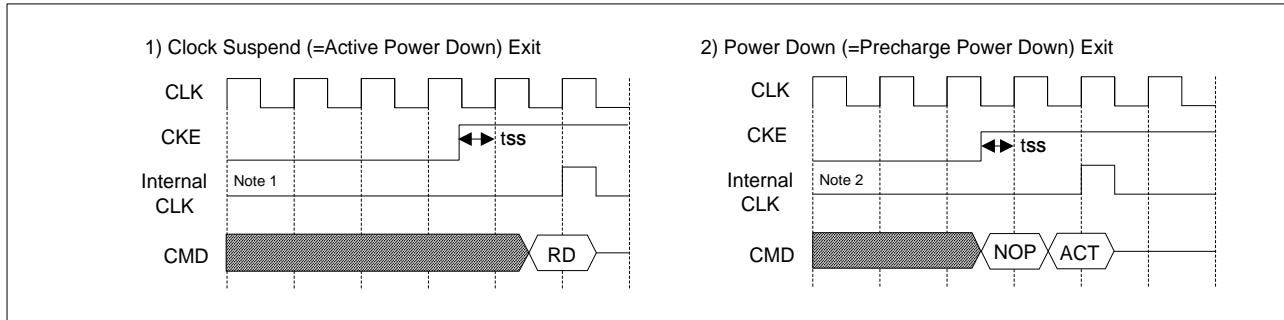 1) Clock Suspend (=Active Power Down) Exit
CLK
CKE
tss
Internal
CLK
Note 1
CMD
RD
2) Power Down (=Precharge Power Down) Exit
CLK
CKE
tss
Internal
CLK
Note 2
CMD
NOP
ACT